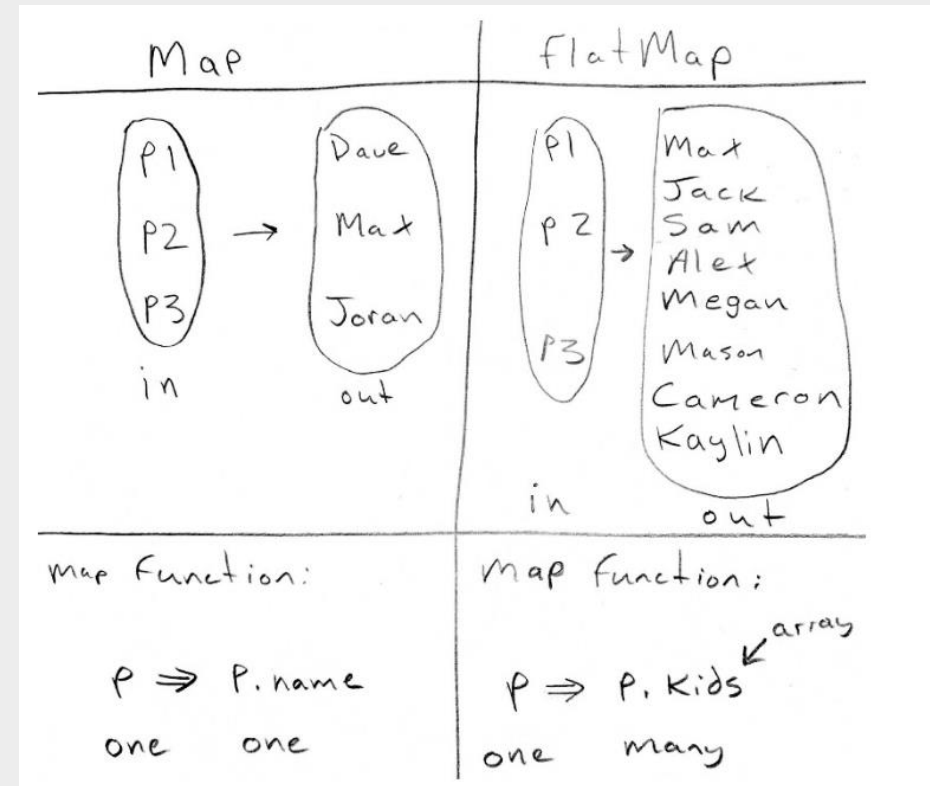 Map
P1
P2
P3
in
→
Dave
Max
Joran
out
map function:
P ⇒ P.name
one one
flatMap
P1
P2
P3
in
→
Max
Jack
Sam
Alex
Megan
Mason
Cameron
Kaylin
out
map function:
array
P ⇒ P.Kids
one many